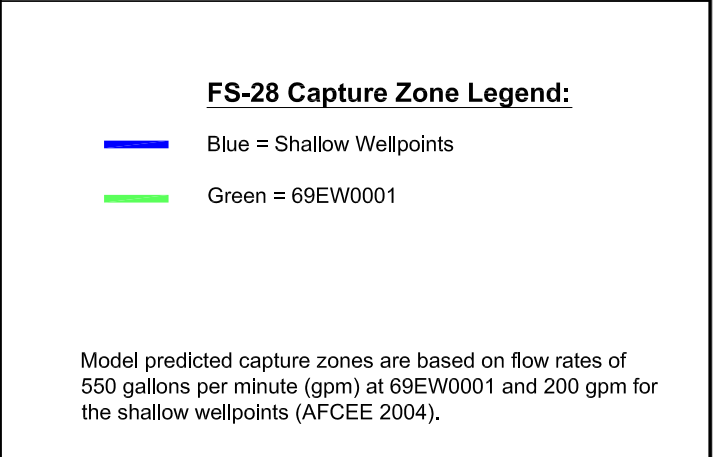 FS-28 Capture Zone Legend:
Blue = Shallow Wellpoints
Green = 69EW0001
Model predicted capture zones are based on flow rates of
550 gallons per minute (gpm) at 69EW0001 and 200 gpm for
the shallow wellpoints (AFCEE 2004).